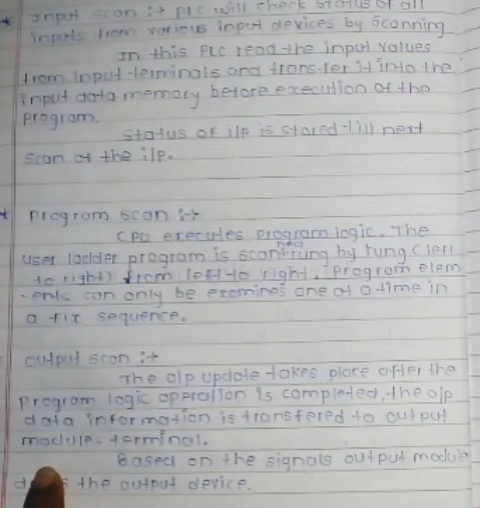 * Input scan :→ PLC will check status of all
inputs from various input devices by scanning
In this PLC read the input values
from input terminals and transfer it into the
input data memory before execution of the
program.
Status of i/p is stored till next
scan of the i/p.
* Program scan :→
CPU executes program logic. The
user ladder program is scanned rung by rung (left
to right) from left to right. Program elem
-ents can only be examines one at a time in
a fix sequence.
output scan :→
The o/p update takes place after the
program logic operation is completed, the o/p
data information is transfered to output
module terminal.
Based on the signals output module
the output device.